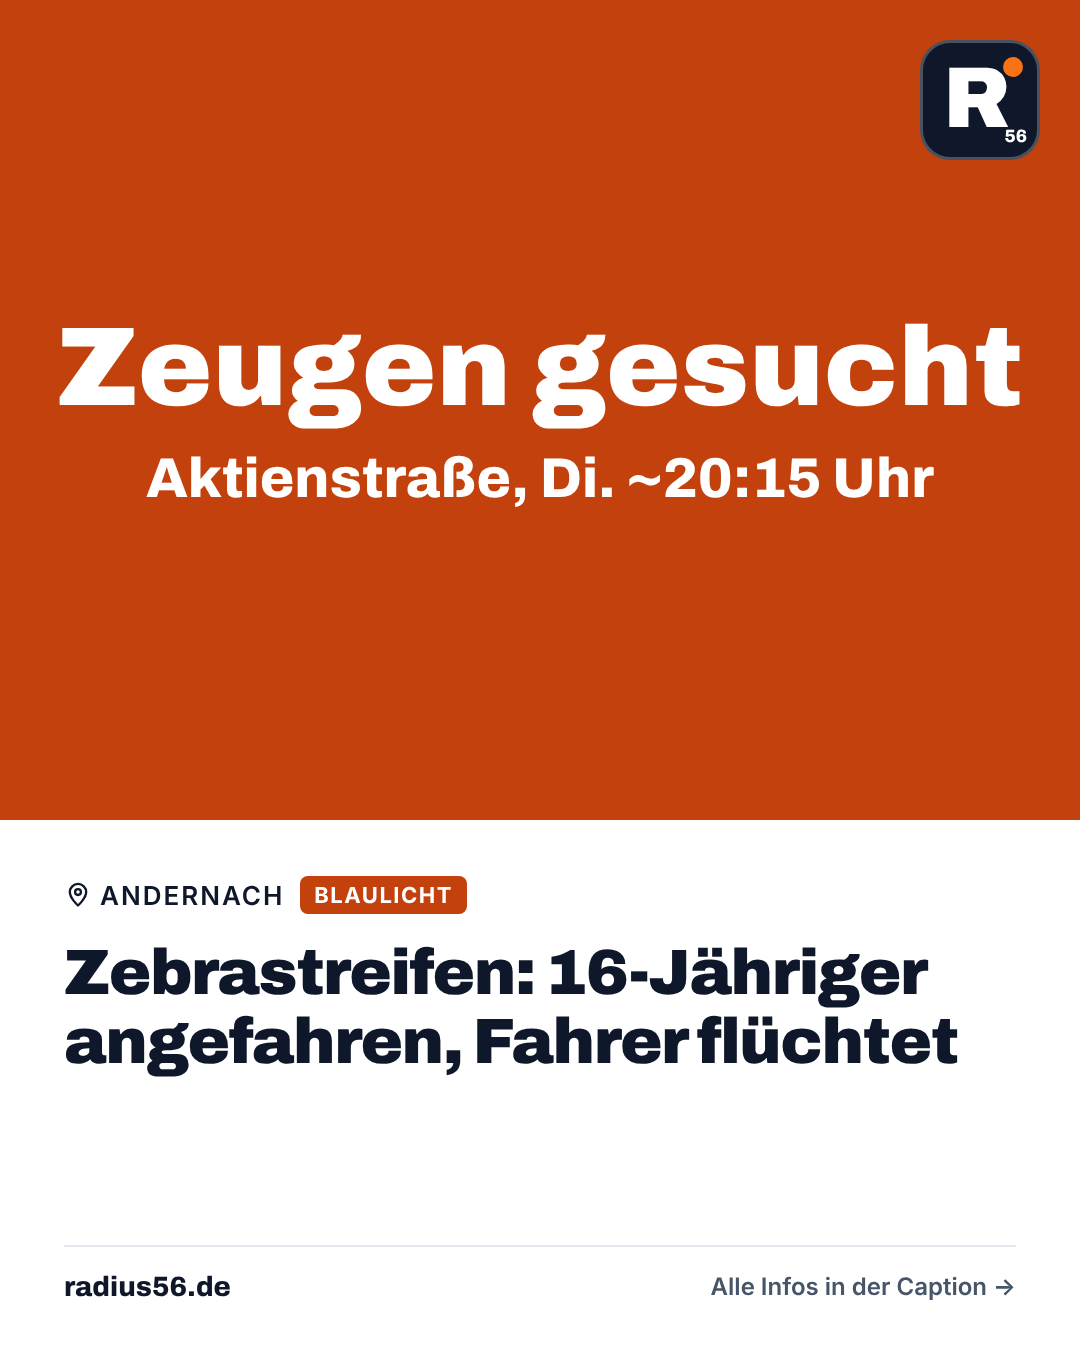 R
56
Zeugen gesucht
Aktienstraße, Di. ~20:15 Uhr
ANDERNACH BLAULICHT
Zebrastreifen: 16-Jähriger
angefahren, Fahrer flüchtet
radius56.de Alle Infos in der Caption →